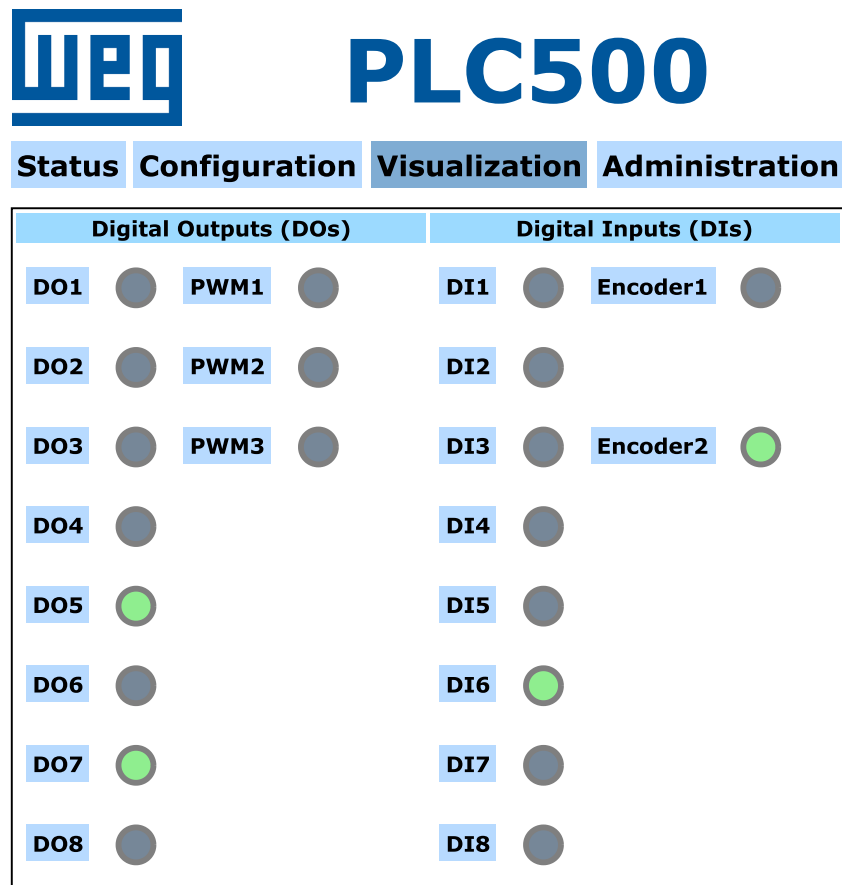 weg PLC500
Status Configuration Visualization Administration
Digital Outputs (DOs) Digital Inputs (DIs)
DO1 PWM1 DI1 Encoder1
DO2 PWM2 DI2
DO3 PWM3 DI3 Encoder2
DO4 DI4
DO5 DI5
DO6 DI6
DO7 DI7
DO8 DI8